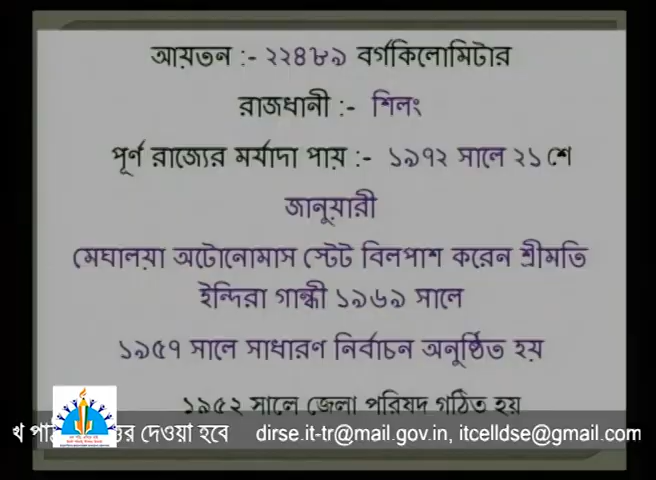 আয়তন :- ২২৪৮৯ বর্গকিলোমিটার
রাজধানী :- শিলং
পূর্ণ রাজ্যের মর্যাদা পায় :- ১৯৭২ সালে ২১ শে
জানুয়ারী
মেঘালয়া অটোনোমাস স্টেট বিলপাশ করেন শ্রীমতি
ইন্দিরা গান্ধী ১৯৬৯ সালে
১৯৫৭ সালে সাধারণ নির্বাচন অনুষ্ঠিত হয়
১৯৫২ সালে জেলা পরিষদ গঠিত হয়
দেওয়া হবে dirse.it-tr@mail.gov.in, itcelldse@gmail.com